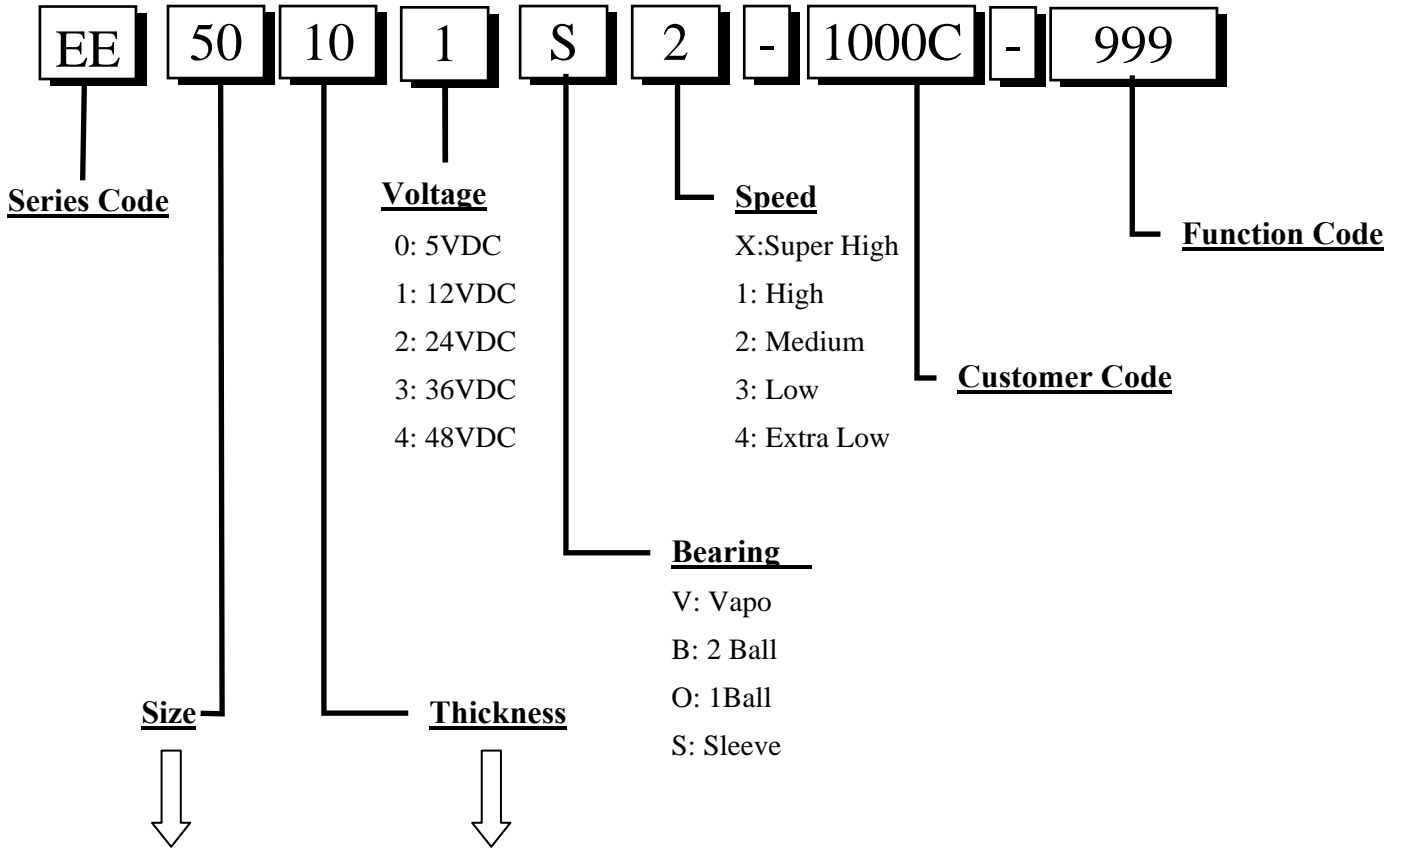 EE 50 10 1 S 2 - 1000C - 999
Series Code
Voltage
0: 5VDC
1: 12VDC
2: 24VDC
3: 36VDC
4: 48VDC
Speed
X:Super High
1: High
2: Medium
3: Low
4: Extra Low
Function Code
Customer Code
Bearing
V: Vapo
B: 2 Ball
O: 1Ball
S: Sleeve
Size
Thickness